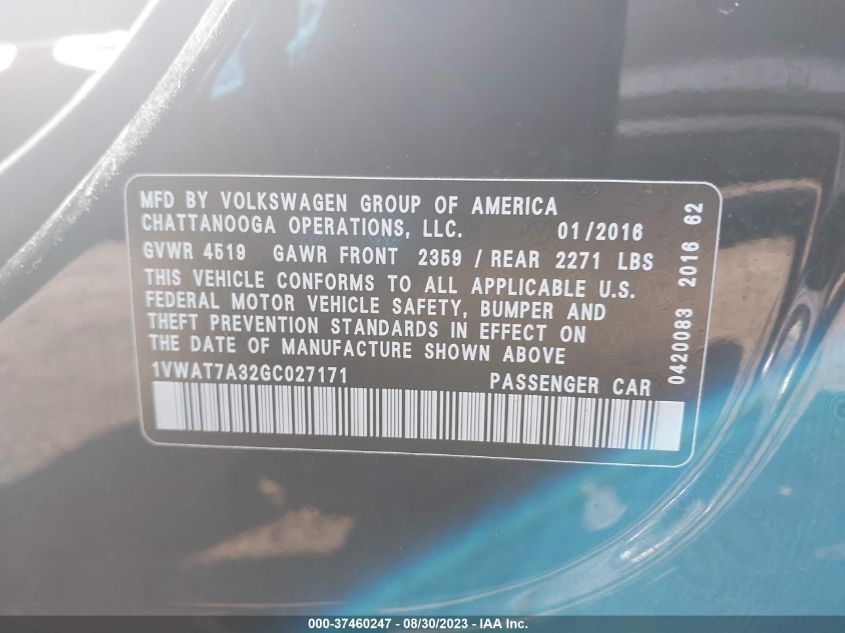 MFD BY VOLKSWAGEN GROUP OF AMERICA
CHATTANOOGA OPERATIONS, LLC. 01/2016
GVWR 4519 GAWR FRONT 2359 / REAR 2271 LBS
THIS VEHICLE CONFORMS TO ALL APPLICABLE U.S.
FEDERAL MOTOR VEHICLE SAFETY, BUMPER AND
THEFT PREVENTION STANDARDS IN EFFECT ON
THE DATE OF MANUFACTURE SHOWN ABOVE
1VWAT7A32GC027171 PASSENGER CAR
0420083 2016 62
000-37460247 - 08/30/2023 - IAA Inc.